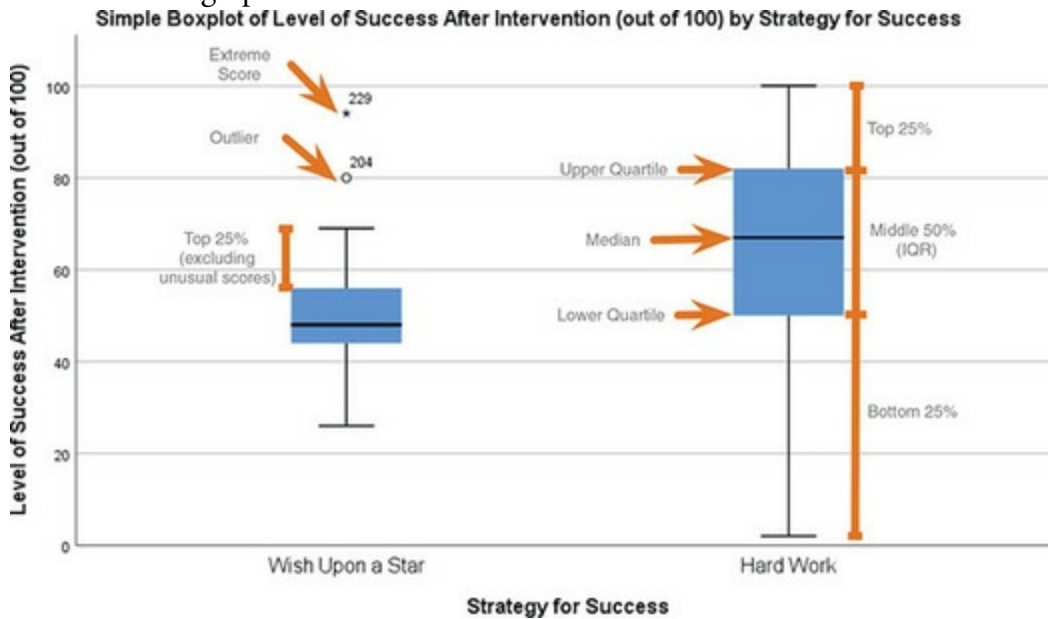 Simple Boxplot of Level of Success After Intervention (out of 100) by Strategy for Success
Level of Success After Intervention (out of 100)
100
80
60
40
20
0
Extreme
Score
229
Outlier
204
Top 25%
(excluding
unusual scores)
Upper Quartile
Median
Lower Quartile
Top 25%
Middle 50%
(IQR)
Bottom 25%
Wish Upon a Star
Hard Work
Strategy for Success